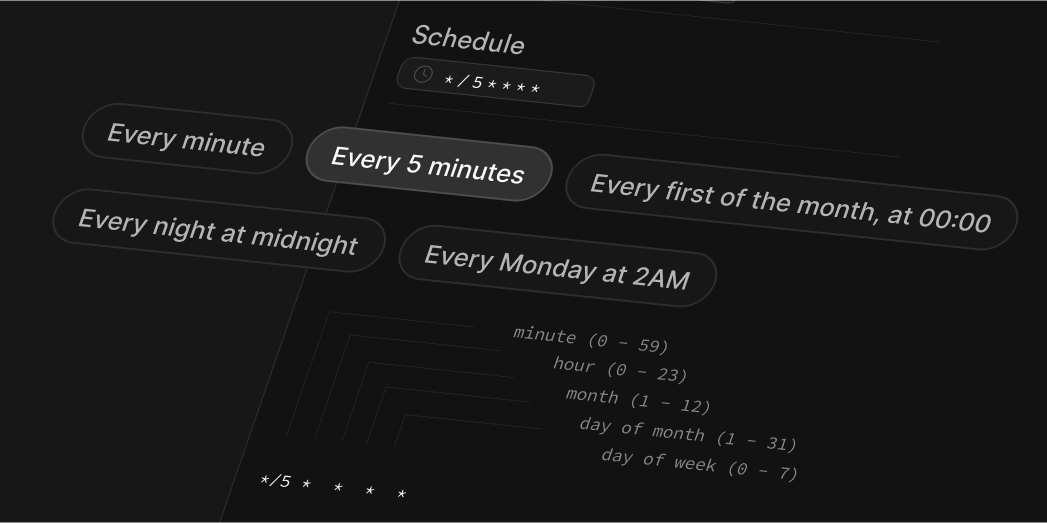 Schedule
*/5****
Every minute
Every 5 minutes
Every first of the month, at 00:00
Every night at midnight
Every Monday at 2AM
minute (0 - 59)
hour (0 - 23)
month (1 - 12)
day of month (1 - 31)
day of week (0 - 7)
*/5 * * * *